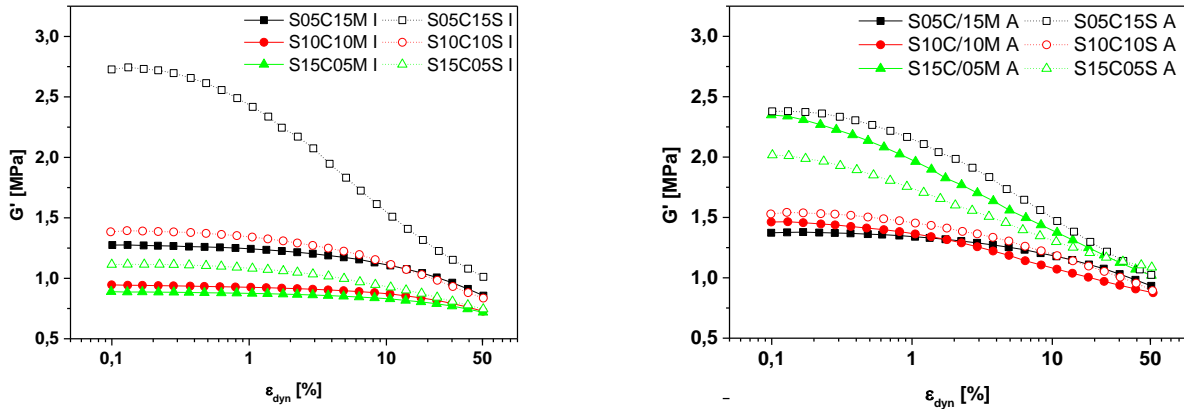 S05C15M I S05C15S I
S10C10M I S10C10S I
S15C05M I S15C05S I
3,0
2,5
2,0
1,5
1,0
0,5
G' [MPa]
0,1 1 10 50
εdyn [%]
S05C/15M A S05C15S A
S10C/10M A S10C10S A
S15C/05M A S15C05S A
3,0
2,5
2,0
1,5
1,0
0,5
G' [MPa]
0,1 1 10 50
εdyn [%]